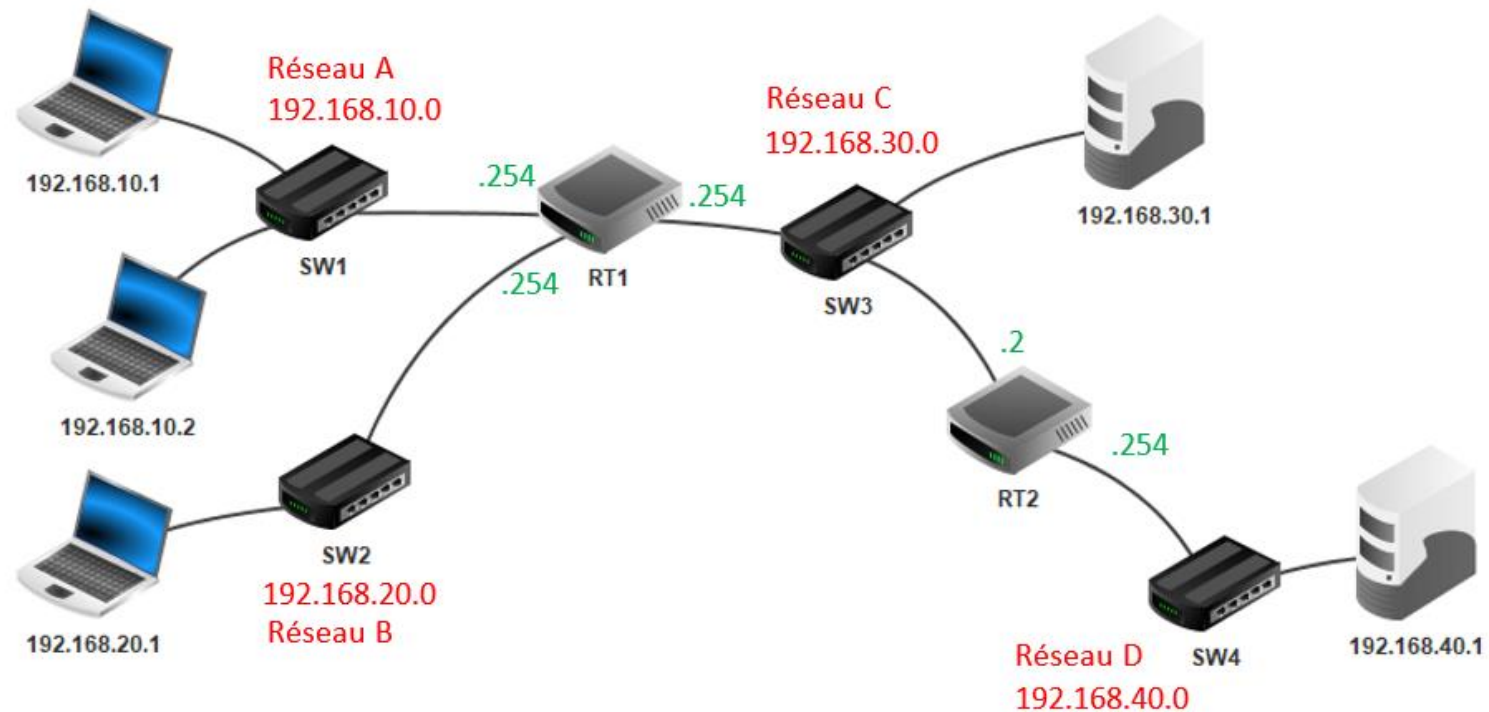 Réseau A
192.168.10.0
192.168.10.1
SW1
192.168.10.2
.254
.254
.254
RT1
Réseau C
192.168.30.0
SW3
192.168.30.1
.2
.254
RT2
SW2
192.168.20.0
Réseau B
192.168.20.1
Réseau D
192.168.40.0
SW4
192.168.40.1